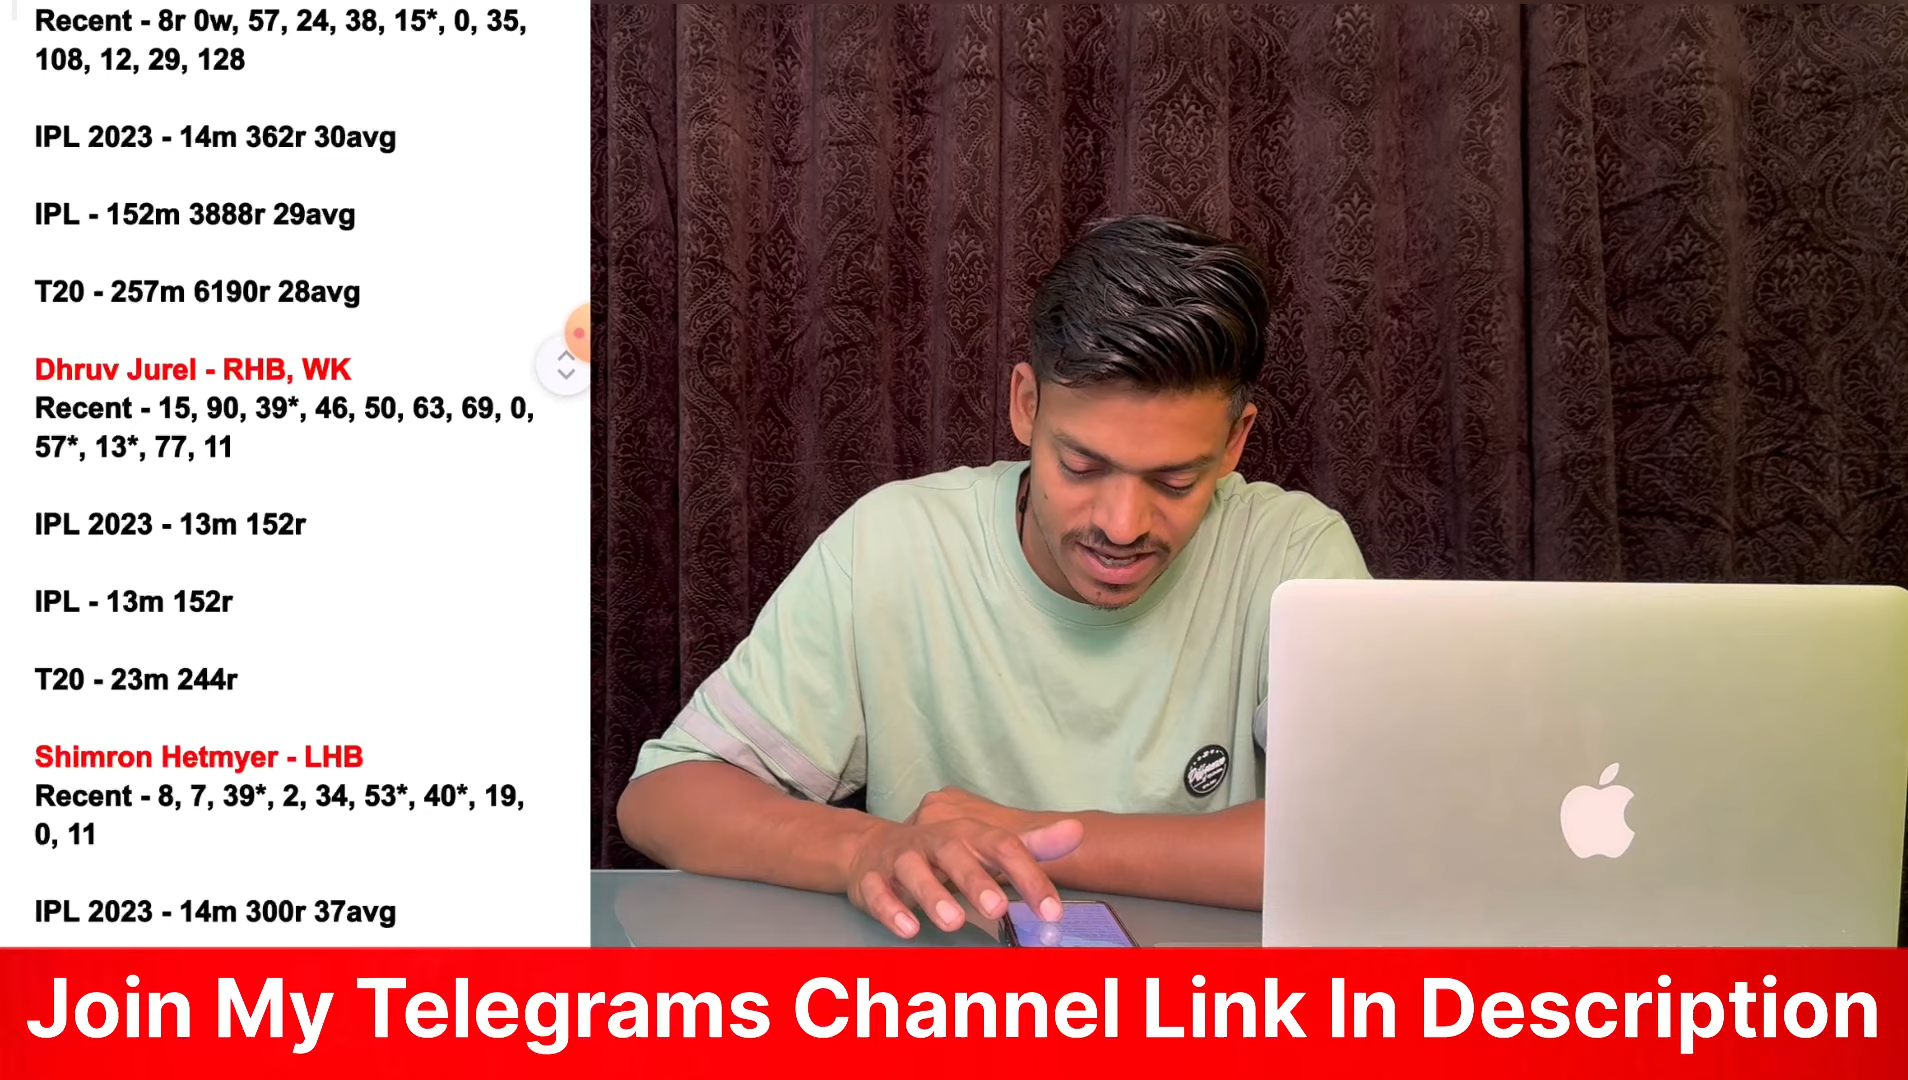 Recent - 8r 0w, 57, 24, 38, 15*, 0, 35,
108, 12, 29, 128
IPL 2023 - 14m 362r 30avg
IPL - 152m 3888r 29avg
T20 - 257m 6190r 28avg
Dhruv Jurel - RHB, WK
Recent - 15, 90, 39*, 46, 50, 63, 69, 0,
57*, 13*, 77, 11
IPL 2023 - 13m 152r
IPL - 13m 152r
T20 - 23m 244r
Shimron Hetmyer - LHB
Recent - 8, 7, 39*, 2, 34, 53*, 40*, 19,
0, 11
IPL 2023 - 14m 300r 37avg
Join My Telegrams Channel Link In Description